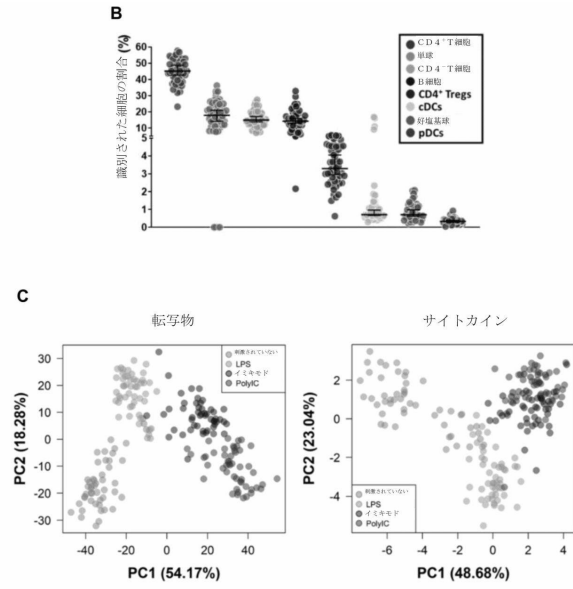 B
識別された細胞の割合 (%)
60
50
40
30
20
10
5
4
3
2
1
0
CD4⁺T細胞
単球
CD4⁻T細胞
B細胞
CD4⁺ Tregs
cDCs
好塩基球
pDCs
C
転写物
PC2 (18.28%)
30
20
10
0
-10
-20
-30
刺激されていない
LPS
イミキモド
PolyIC
-40
-20
0
20
40
PC1 (54.17%)
サイトカイン
PC2 (23.04%)
2
0
-2
-4
刺激されていない
LPS
イミキモド
PolyIC
-6
-4
-2
0
2
4
PC1 (48.68%)